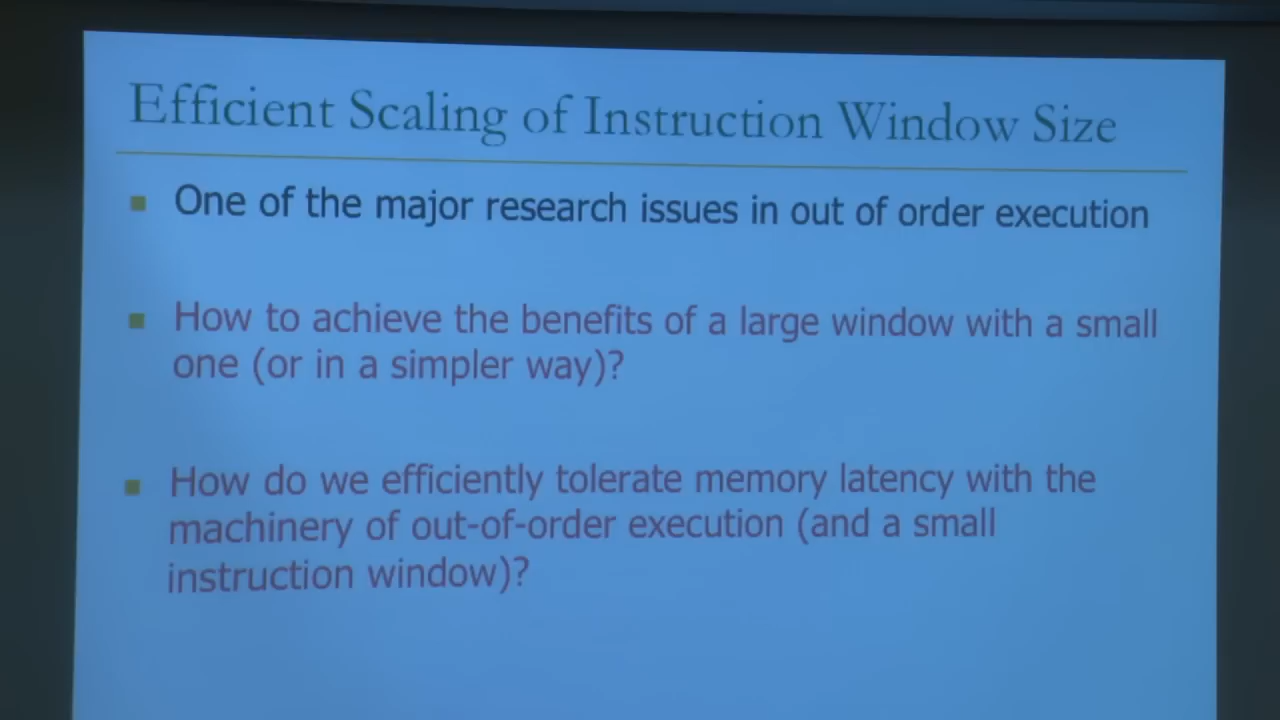 Efficient Scaling of Instruction Window Size
One of the major research issues in out of order execution
How to achieve the benefits of a large window with a small
one (or in a simpler way)?
How do we efficiently tolerate memory latency with the
machinery of out-of-order execution (and a small
instruction window)?